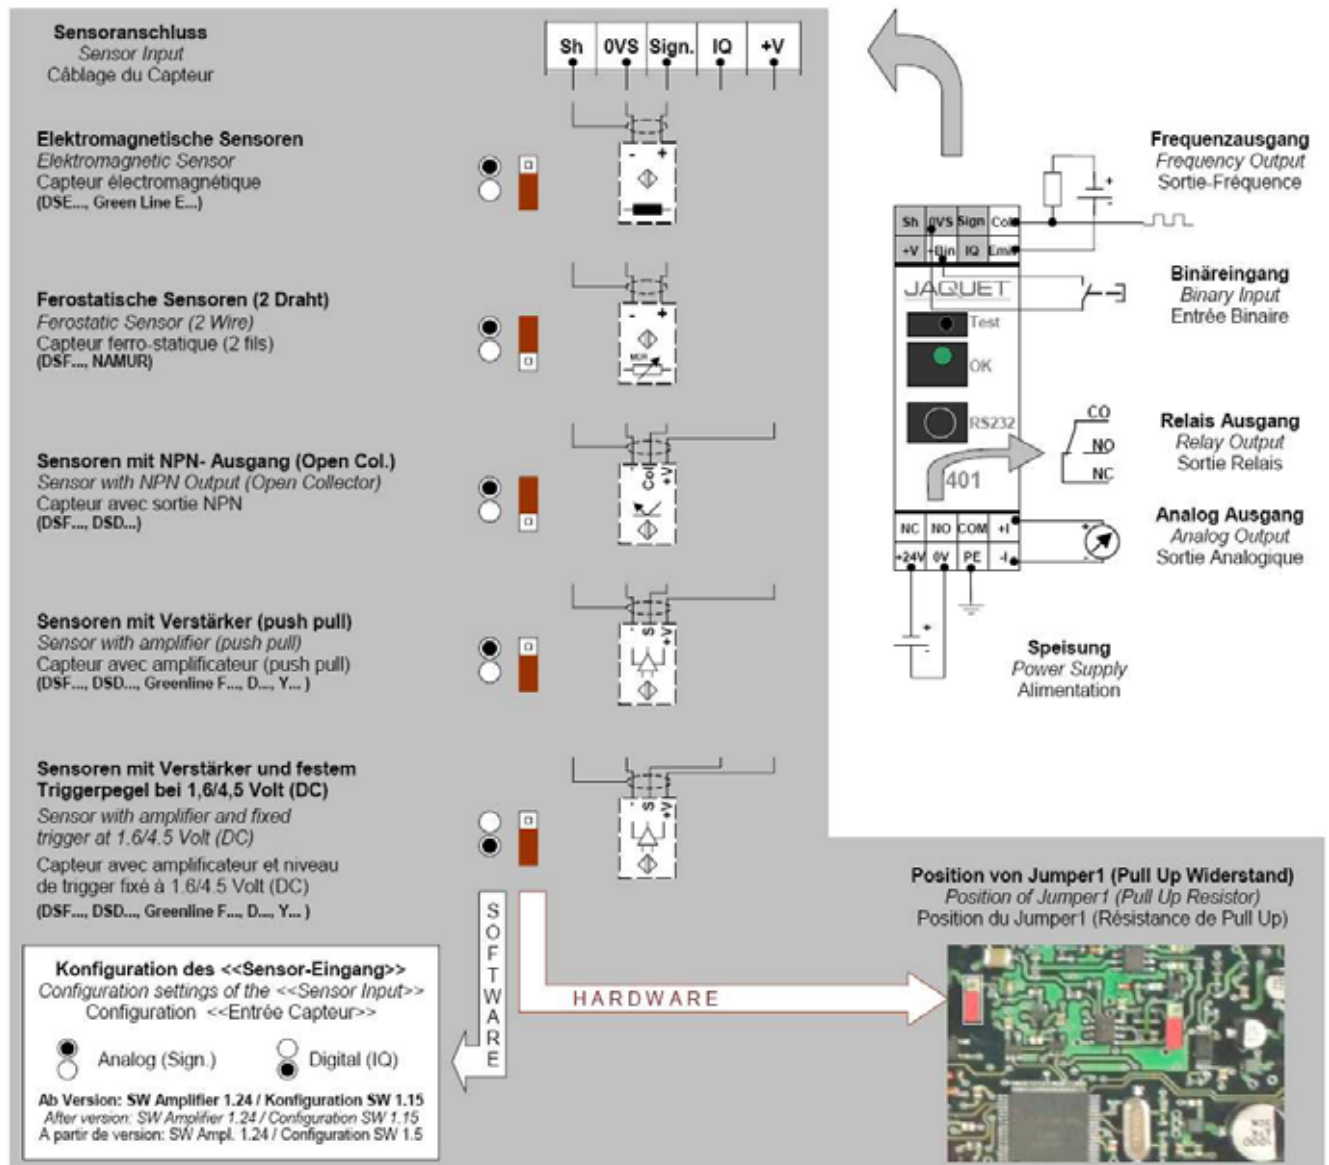 Sensoranschluss
Sensor Input
Câblage du Capteur
Sh 0VS Sign. IQ +V
Elektromagnetische Sensoren
Elektromagnetic Sensor
Capteur électromagnétique
(DSE..., Green Line E...)
- +
Ferostatische Sensoren (2 Draht)
Ferostatic Sensor (2 Wire)
Capteur ferro-statique (2 fils)
(DSF..., NAMUR)
- +
MCR
Sensoren mit NPN- Ausgang (Open Col.)
Sensor with NPN Output (Open Collector)
Capteur avec sortie NPN
(DSF..., DSD...)
- Col +V
Sensoren mit Verstärker (push pull)
Sensor with amplifier (push pull)
Capteur avec amplificateur (push pull)
(DSF..., DSD..., Greenline F..., D..., Y... )
- S +V
Sensoren mit Verstärker und festem
Triggerpegel bei 1,6/4,5 Volt (DC)
Sensor with amplifier and fixed
trigger at 1.6/4.5 Volt (DC)
Capteur avec amplificateur et niveau
de trigger fixé à 1.6/4.5 Volt (DC)
(DSF..., DSD..., Greenline F..., D..., Y... )
- S +V
SOFTWARE
HARDWARE
Konfiguration des <<Sensor-Eingang>>
Configuration settings of the <<Sensor Input>>
Configuration <<Entrée Capteur>>
Analog (Sign.)
Digital (IQ)
Ab Version: SW Amplifier 1.24 / Konfiguration SW 1.15
After version: SW Amplifier 1.24 / Configuration SW 1.15
A partir de version: SW Ampl. 1.24 / Configuration SW 1.5
Frequenzausgang
Frequency Output
Sortie-Fréquence
+
-
Sh 0VS Sign Col
+V +Bin IQ Emit
JAQUET
Test
OK
RS232
401
NC NO COM +I
+24V 0V PE -I
Binäreingang
Binary Input
Entrée Binaire
CO
NO
NC
Relais Ausgang
Relay Output
Sortie Relais
+
-
Analog Ausgang
Analog Output
Sortie Analogique
+
-
Speisung
Power Supply
Alimentation
Position von Jumper1 (Pull Up Widerstand)
Position of Jumper1 (Pull Up Resistor)
Position du Jumper1 (Résistance de Pull Up)